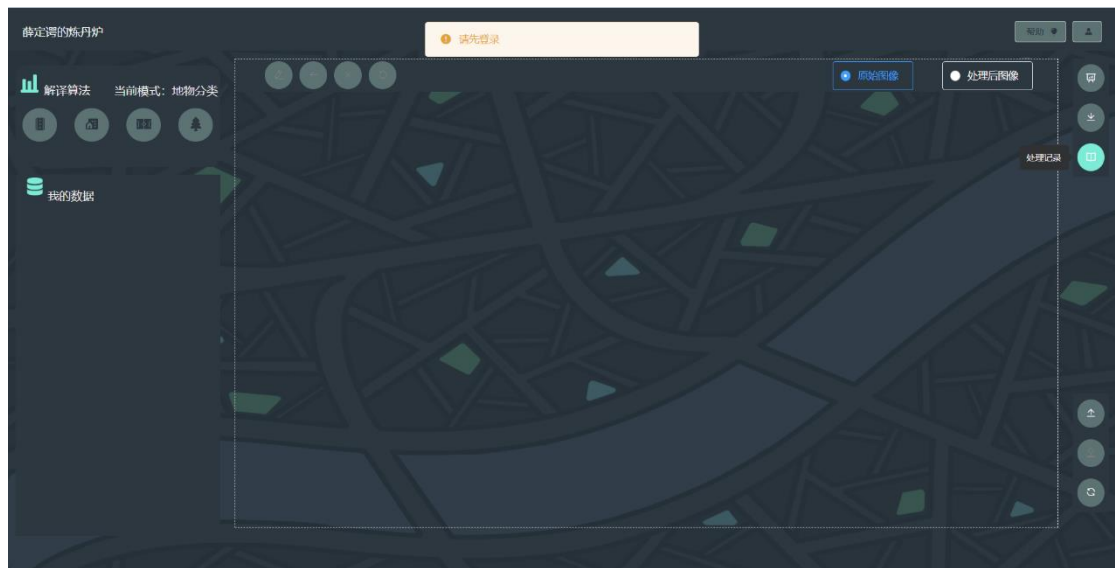 薛定谔的炼丹炉
请先登录
帮助
解译算法
当前模式：地物分类
原始图像
处理后图像
处理记录
我的数据